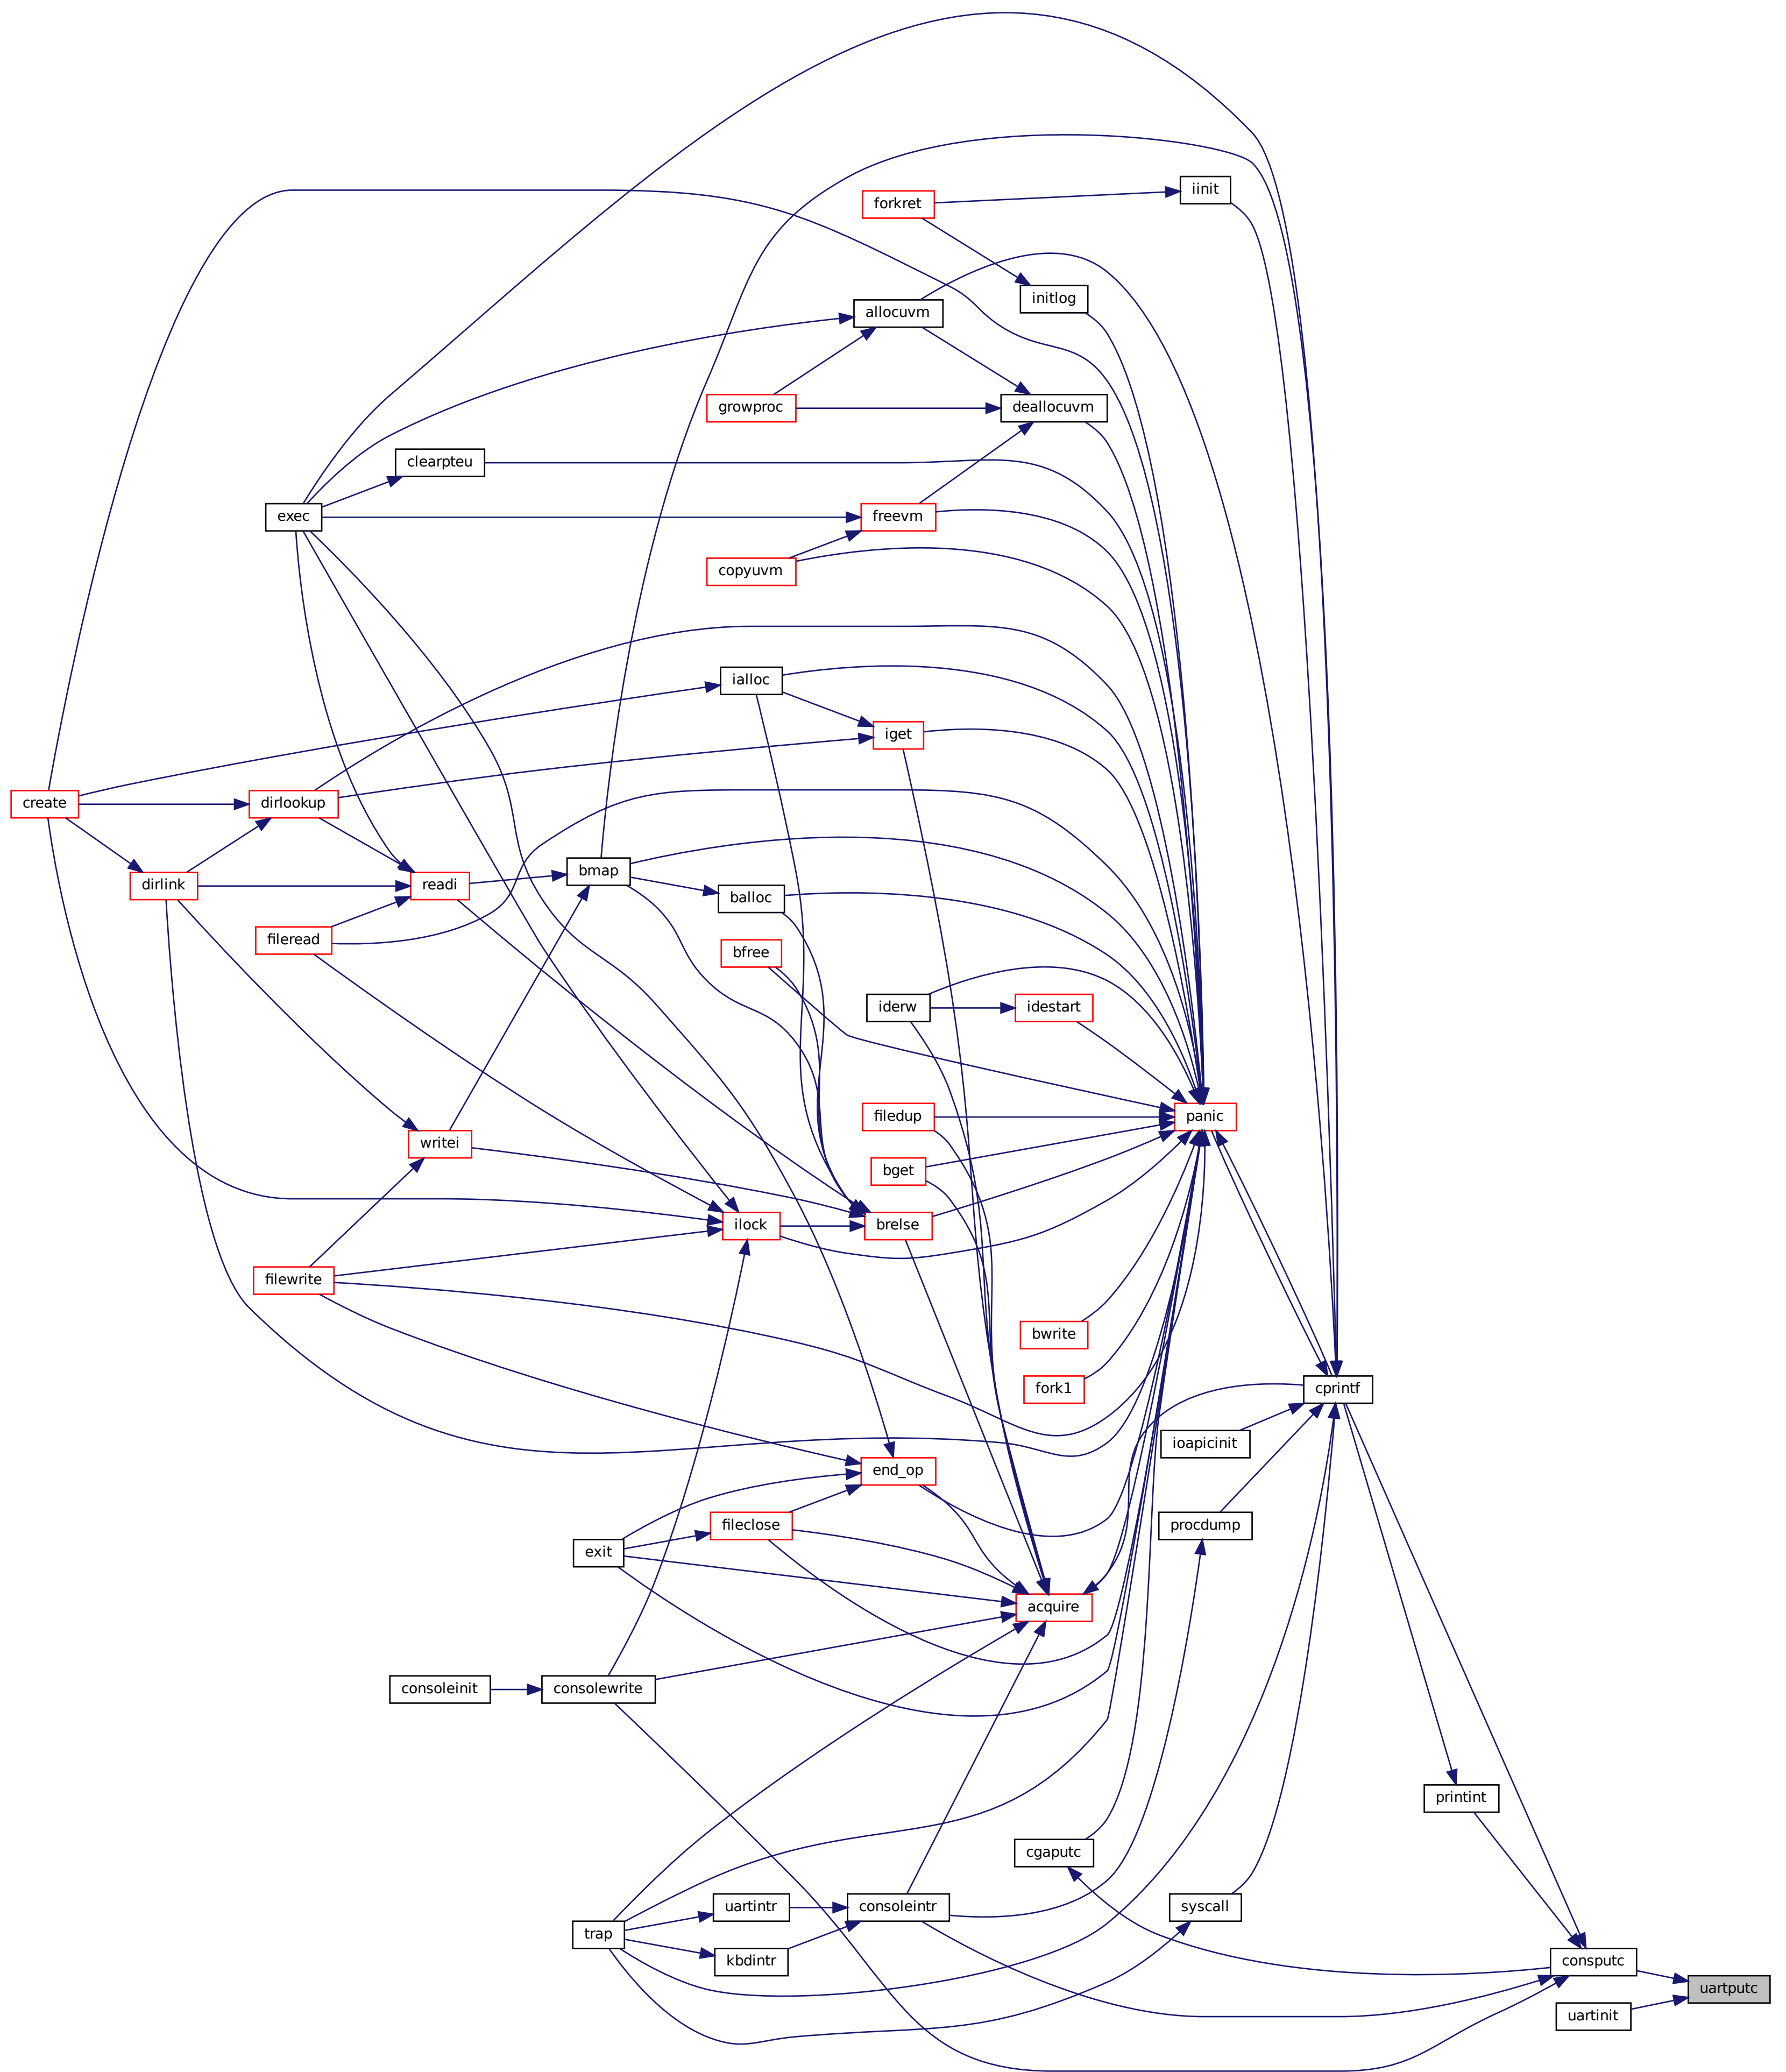 iinit
forkret
initlog
allocuvm
growproc
deallocuvm
clearpteu
exec
freevm
copyuvm
ialloc
iget
create
dirlookup
bmap
dirlink
readi
balloc
fileread
bfree
iderw
idestart
filedup
panic
writei
bget
ilock
brelse
filewrite
bwrite
fork1
cprintf
ioapicinit
end_op
fileclose
procdump
exit
acquire
consoleinit
consolewrite
printint
cgaputc
uartintr
consoleintr
syscall
trap
kbdintr
consputc
uartputc
uartinit